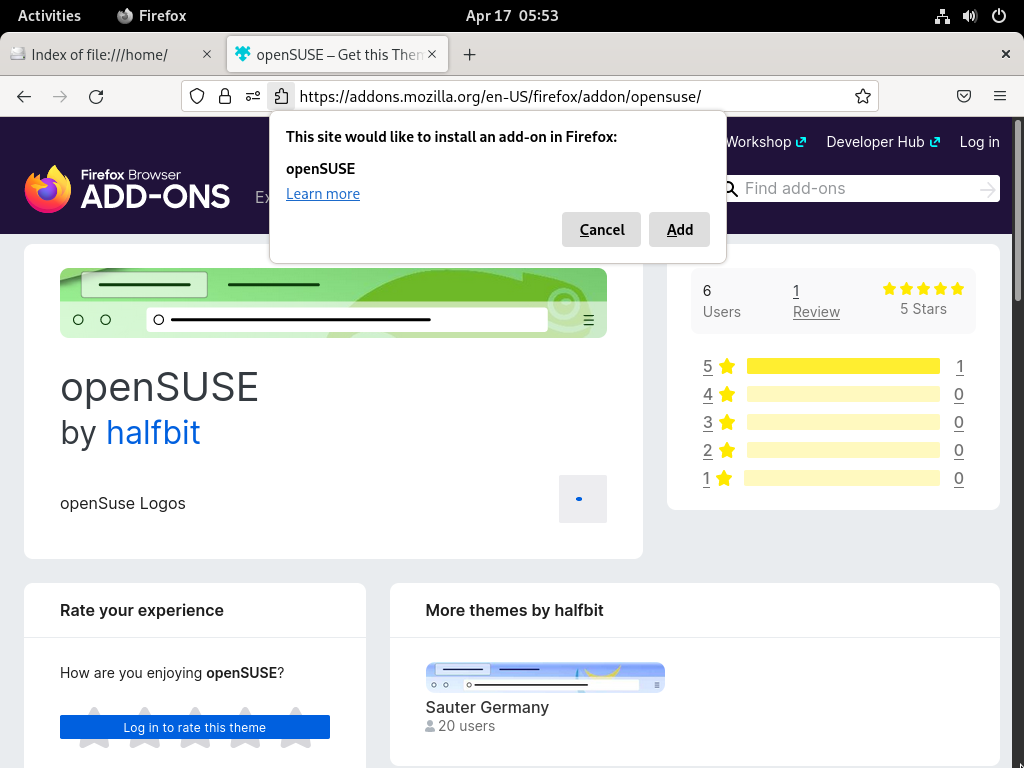 Activities
Firefox
Apr 17 05:53
Index of file:///home/
openSUSE – Get this Them
https://addons.mozilla.org/en-US/firefox/addon/opensuse/
This site would like to install an add-on in Firefox:
openSUSE
Learn more
Cancel
Add
Workshop
Developer Hub
Log in
Firefox Browser
ADD-ONS
Ex
Find add-ons
openSUSE
by halfbit
openSuse Logos
6
Users
1
Review
5 Stars
5 1
4 0
3 0
2 0
1 0
Rate your experience
How are you enjoying openSUSE?
Log in to rate this theme
More themes by halfbit
Sauter Germany
20 users